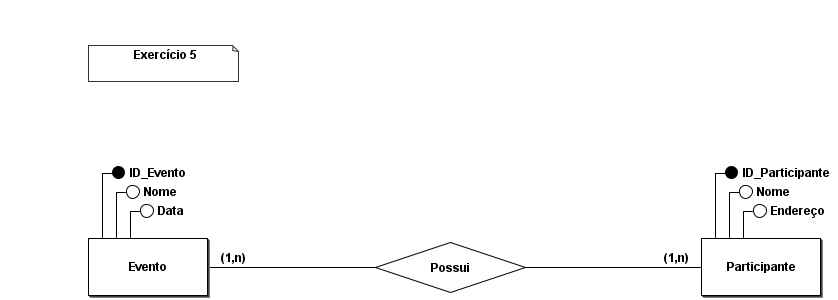 Exercício 5
ID_Evento
Nome
Data
ID_Participante
Nome
Endereço
Evento
(1,n)
Possui
(1,n)
Participante